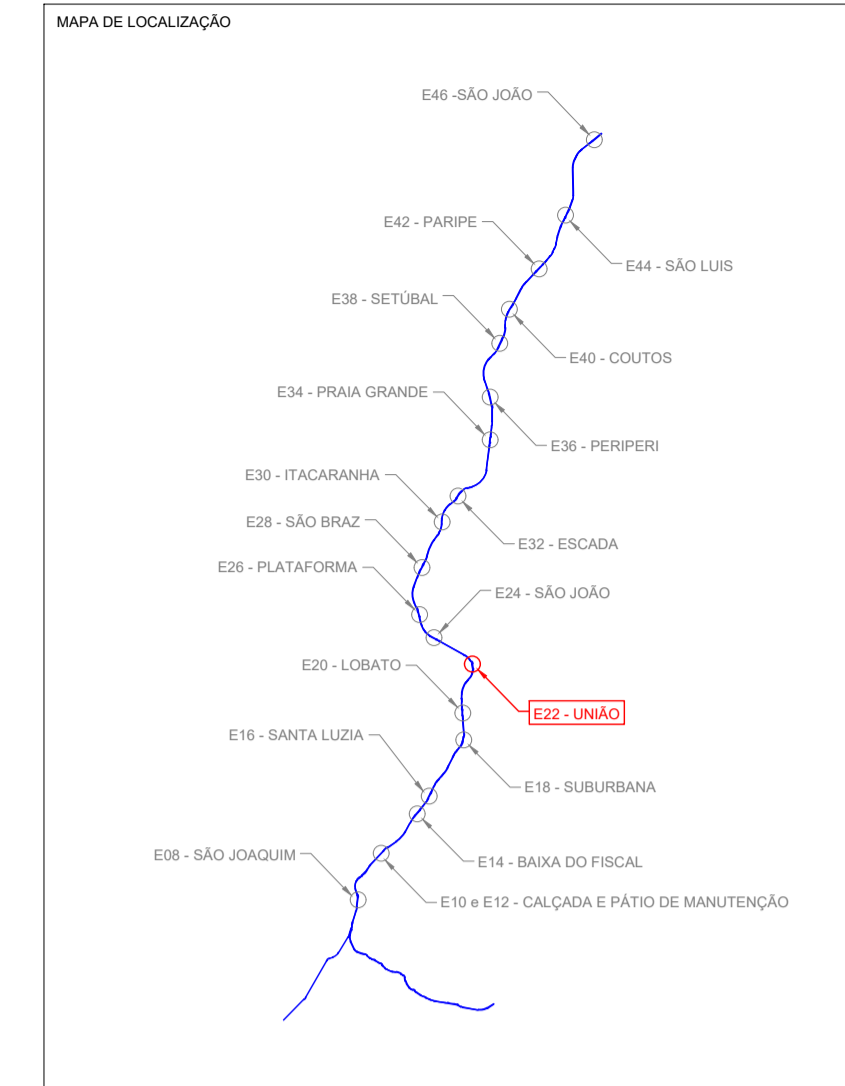 MAPA DE LOCALIZAÇÃO
E46 -SÃO JOÃO
E42 - PARIPE
E44 - SÃO LUIS
E38 - SETÚBAL
E40 - COUTOS
E34 - PRAIA GRANDE
E36 - PERIPERI
E30 - ITACARANHA
E28 - SÃO BRAZ
E32 - ESCADA
E26 - PLATAFORMA
E24 - SÃO JOÃO
E20 - LOBATO
E22 - UNIÃO
E16 - SANTA LUZIA
E18 - SUBURBANA
E08 - SÃO JOAQUIM
E14 - BAIXA DO FISCAL
E10 e E12 - CALÇADA E PÁTIO DE MANUTENÇÃO